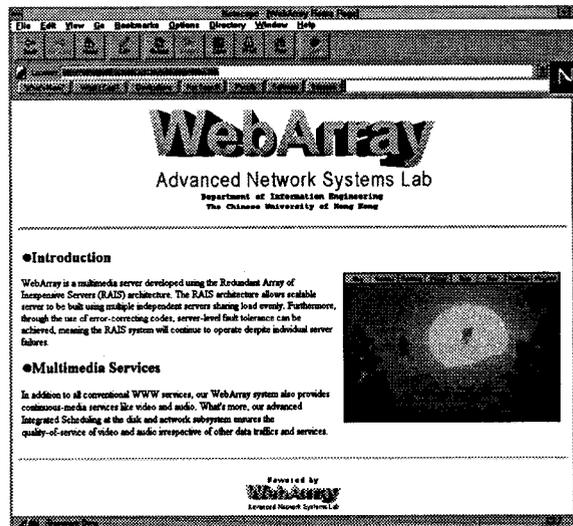 Netscape - [WebArray Home Page]
File Edit View Go Bookmarks Options Directory Window Help
N
WebArray
Advanced Network Systems Lab
Department of Information Engineering
The Chinese University of Hong Kong
●Introduction
WebArray is a multimedia server developed using the Redundant Array of
Inexpensive Servers (RAIS) architecture. The RAIS architecture allows scalable
server to be built using multiple independent servers sharing load evenly. Furthermore,
through the use of error-correcting codes, server-level fault tolerance can be
achieved, meaning the RAIS system will continue to operate despite individual server
failures.
●Multimedia Services
In addition to all conventional WWW services, our WebArray system also provides
continuous-media services like video and audio. What's more, our advanced
Integrated Scheduling at the disk and network subsystem ensures the
quality-of-service of video and audio irrespective of other data traffics and services.
Powered by
WebArray
Advanced Network Systems Lab